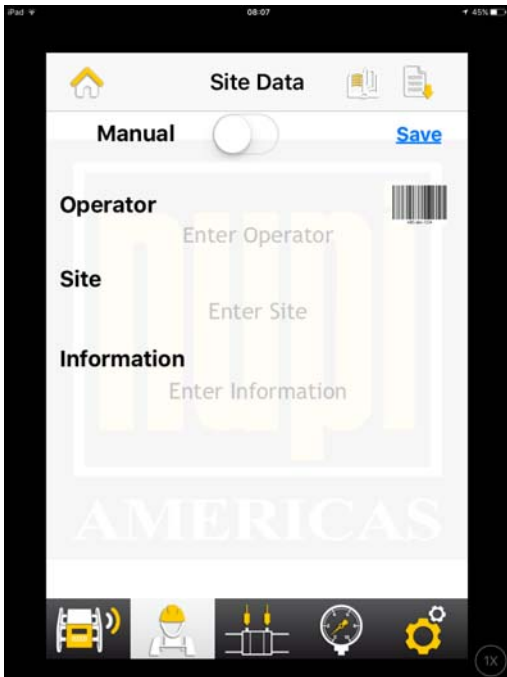 iPad 08:07 45%
Site Data
Manual Save
Operator
Enter Operator
Site
Enter Site
Information
Enter Information
nupi
AMERICAS
1X